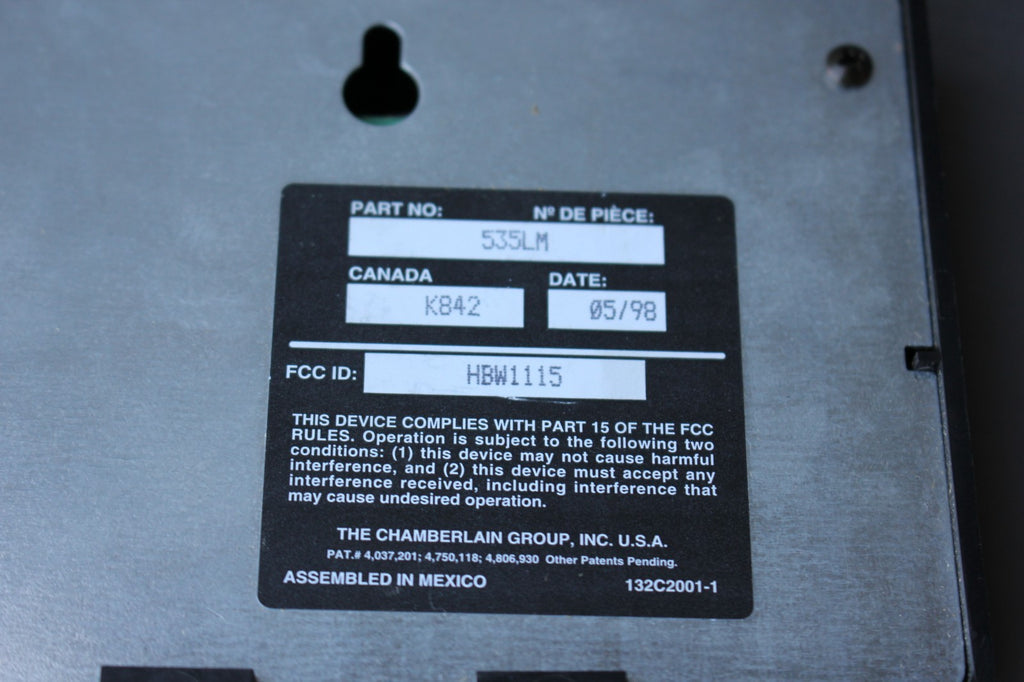 PART NO: Nº DE PIÈCE:
535LM
CANADA DATE:
K842 05/98
FCC ID: HBW1115
THIS DEVICE COMPLIES WITH PART 15 OF THE FCC
RULES. Operation is subject to the following two
conditions: (1) this device may not cause harmful
interference, and (2) this device must accept any
interference received, including interference that
may cause undesired operation.
THE CHAMBERLAIN GROUP, INC. U.S.A.
PAT.# 4,037,201; 4,750,118; 4,806,930 Other Patents Pending.
ASSEMBLED IN MEXICO 132C2001-1